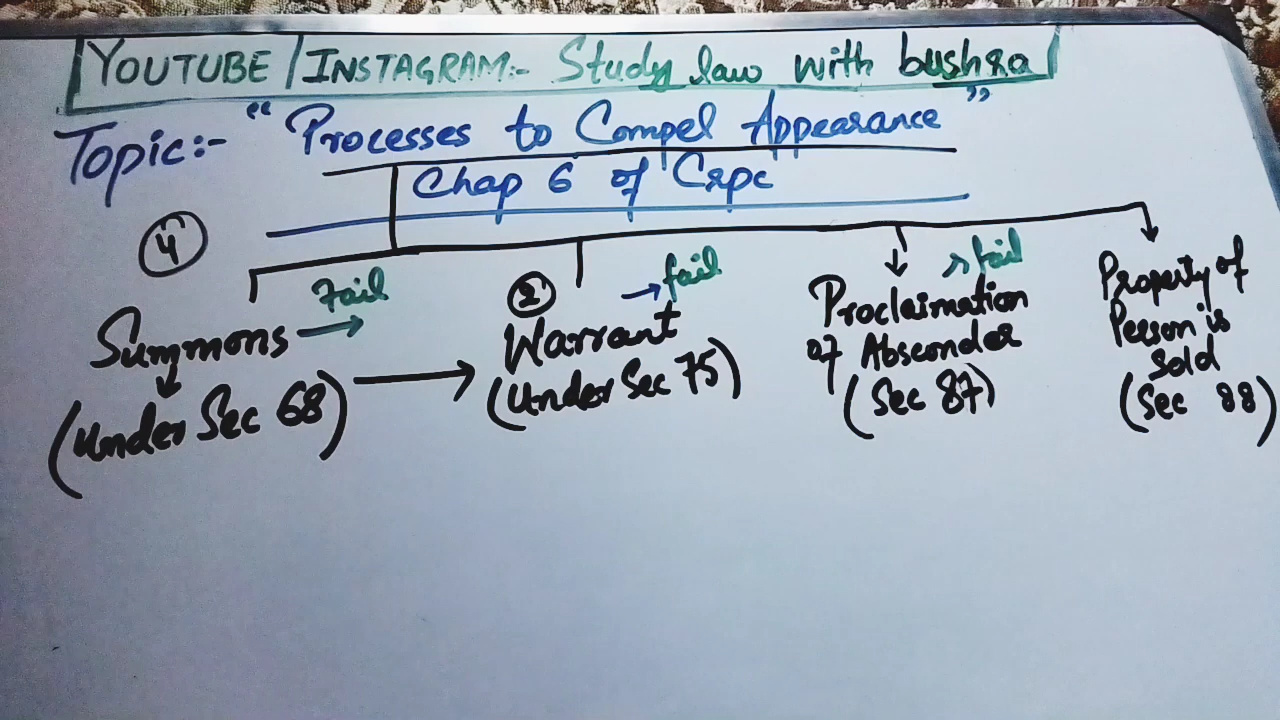 YOUTUBE/INSTAGRAM:- Study law with bushra
Topic:- "Processes to Compel Appearance"
Chap 6 of Crpc
4
Summons → Fail
(Under Sec 68) →
2
Warrant → fail
(Under Sec 75)
Proclaimation → fail
of Absconder
(Sec 87)
Property of
Person is
Sold
(Sec 88)